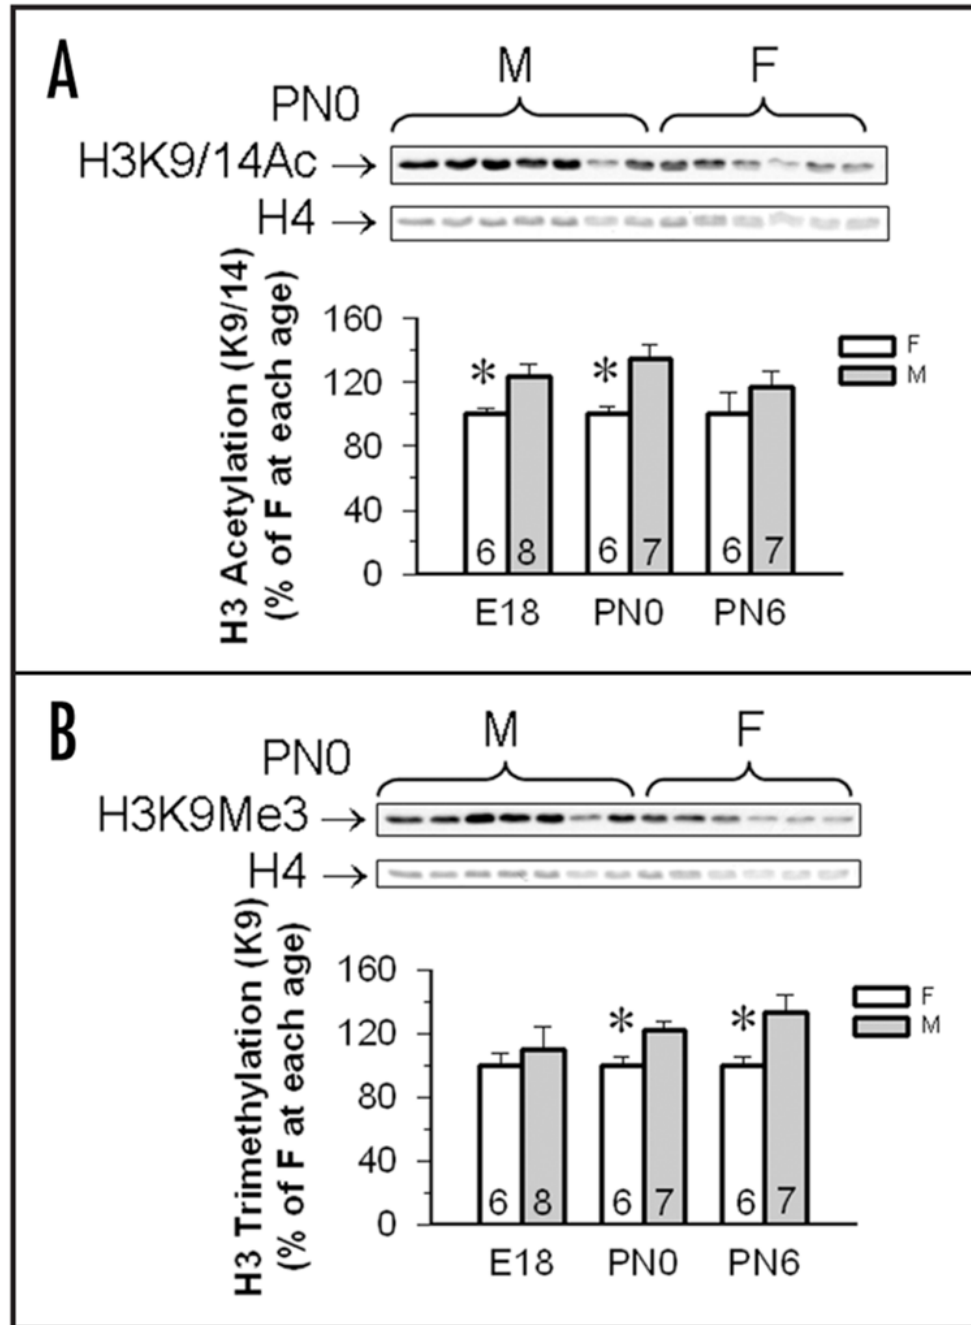 A
M F
PN0
H3K9/14Ac →
H4 →
H3 Acetylation (K9/14)
(% of F at each age)
160
120
80
40
0
* *
F
M
6 8 6 7 6 7
E18 PN0 PN6
B
M F
PN0
H3K9Me3 →
H4 →
H3 Trimethylation (K9)
(% of F at each age)
160
120
80
40
0
* *
F
M
6 8 6 7 6 7
E18 PN0 PN6